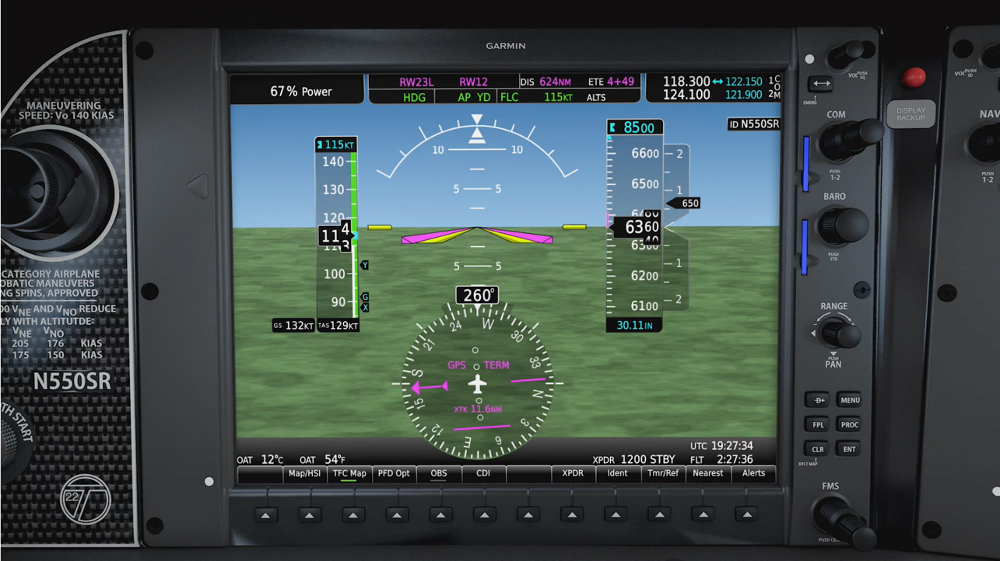 GARMIN
MANEUVERING
SPEED: Vo 140 KIAS
67% Power
RW23L RW12 DIS 624NM ETE 4+49
HDG AP YD FLC 115KT ALTS
118.300 ↔ 122.150 1
124.100 121.900 2
COM
ID N550SR
115KT
140
130
120
110
100
90
Y
G
X
GS 132KT TAS 129KT
10 10
5 5
5 5
8500
6600
6500
6360
6300
6200
6100
30.11IN
2
1
650
1
2
260°
24 W 30 33 N 3 6 E 12 15 S 21
GPS TERM
XTK 11.6NM
UTC 19:27:34
OAT 12°C OAT 54°F XPDR 1200 STBY FLT 2:27:36
Map/HSI TFC Map PFD Opt OBS CDI XPDR Ident Tmr/Ref Nearest Alerts
CATEGORY AIRPLANE
OBATIC MANEUVERS
NG SPINS, APPROVED
00 VNE AND VNO REDUCE
LY WITH ALTITUTDE:
VNE VNO
205 176 KIAS
175 150 KIAS
N550SR
TH START
22
VOL PUSH SQ
EMERG
COM
PUSH
1-2
BARO
PUSH
STD
RANGE
PUSH
PAN
D MENU
FPL PROC
CLR ENT
DFLT MAP
FMS
DISPLAY
BACKUP
VOL PUSH ID
NAV
PUSH
1-2